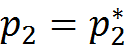 p₂ = p₂*